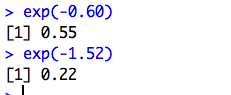 > exp(-0.60)
[1] 0.55
> exp(-1.52)
[1] 0.22
>